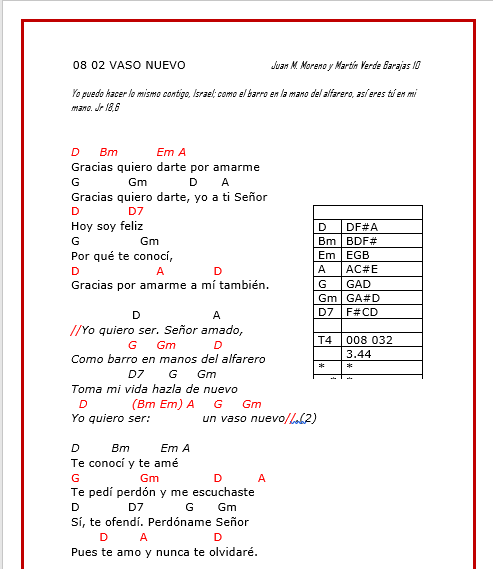 08 02 VASO NUEVO
Juan M. Moreno y Martín Verde Barajas 10
Yo puedo hacer lo mismo contigo, Israel; como el barro en la mano del alfarero, así eres tú en mi
mano. Jr 18,6
D Bm Em A
Gracias quiero darte por amarme
G Gm D A
Gracias quiero darte, yo a ti Señor
D D7
Hoy soy feliz
G Gm
Por qué te conocí,
D A D
Gracias por amarme a mí también.
D A
//Yo quiero ser. Señor amado,
G Gm D
Como barro en manos del alfarero
D7 G Gm
Toma mi vida hazla de nuevo
D (Bm Em) A G Gm
Yo quiero ser: un vaso nuevo//.(2)
D Bm Em A
Te conocí y te amé
G Gm D A
Te pedí perdón y me escuchaste
D D7 G Gm
Sí, te ofendí. Perdóname Señor
D A D
Pues te amo y nunca te olvidaré.
D DF#A
Bm BDF#
Em EGB
A AC#E
G GAD
Gm GA#D
D7 F#CD
T4 008 032
3.44
* *
* *